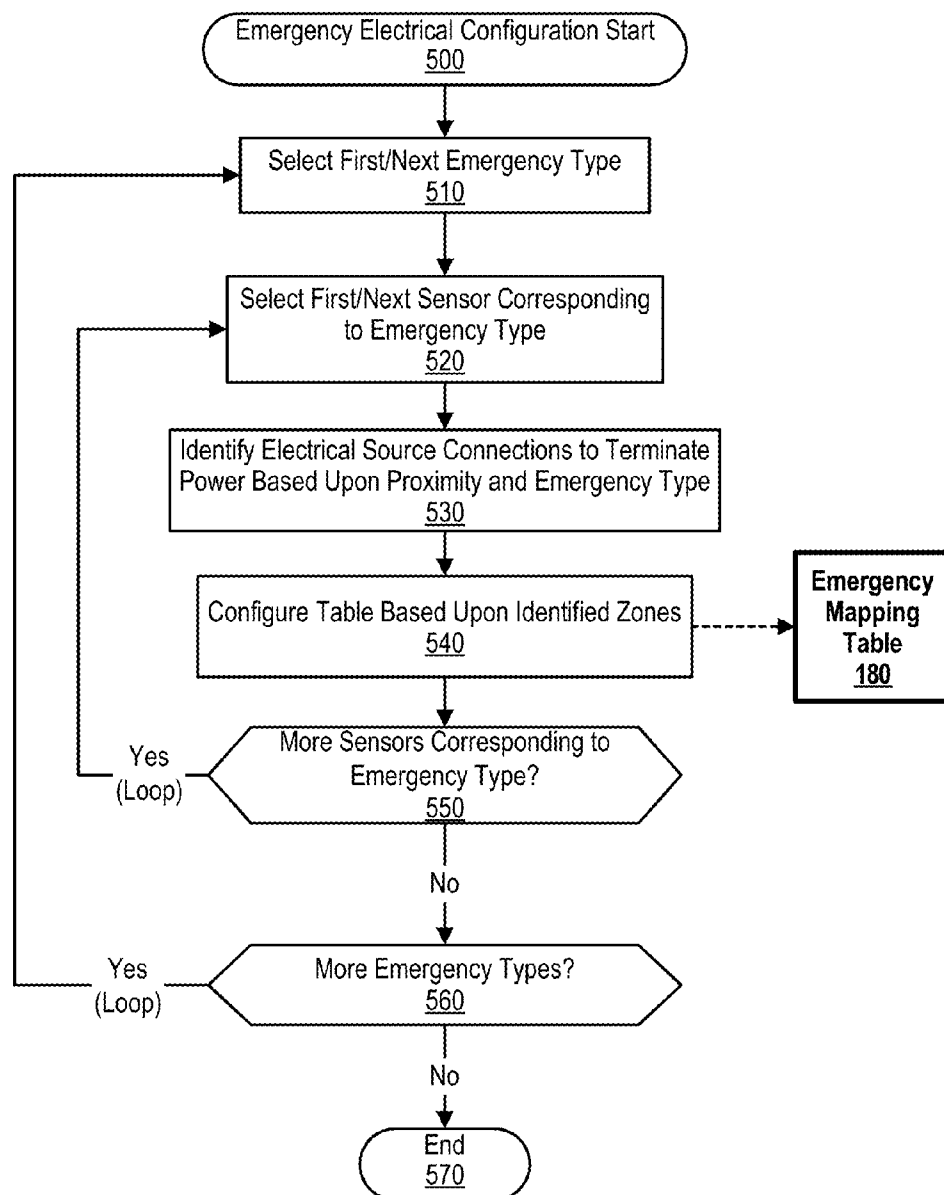 Emergency Electrical Configuration Start
500
Select First/Next Emergency Type
510
Select First/Next Sensor Corresponding
to Emergency Type
520
Identify Electrical Source Connections to Terminate
Power Based Upon Proximity and Emergency Type
530
Configure Table Based Upon Identified Zones
540
Emergency
Mapping
Table
180
More Sensors Corresponding to
Emergency Type?
550
Yes
(Loop)
No
More Emergency Types?
560
Yes
(Loop)
No
End
570